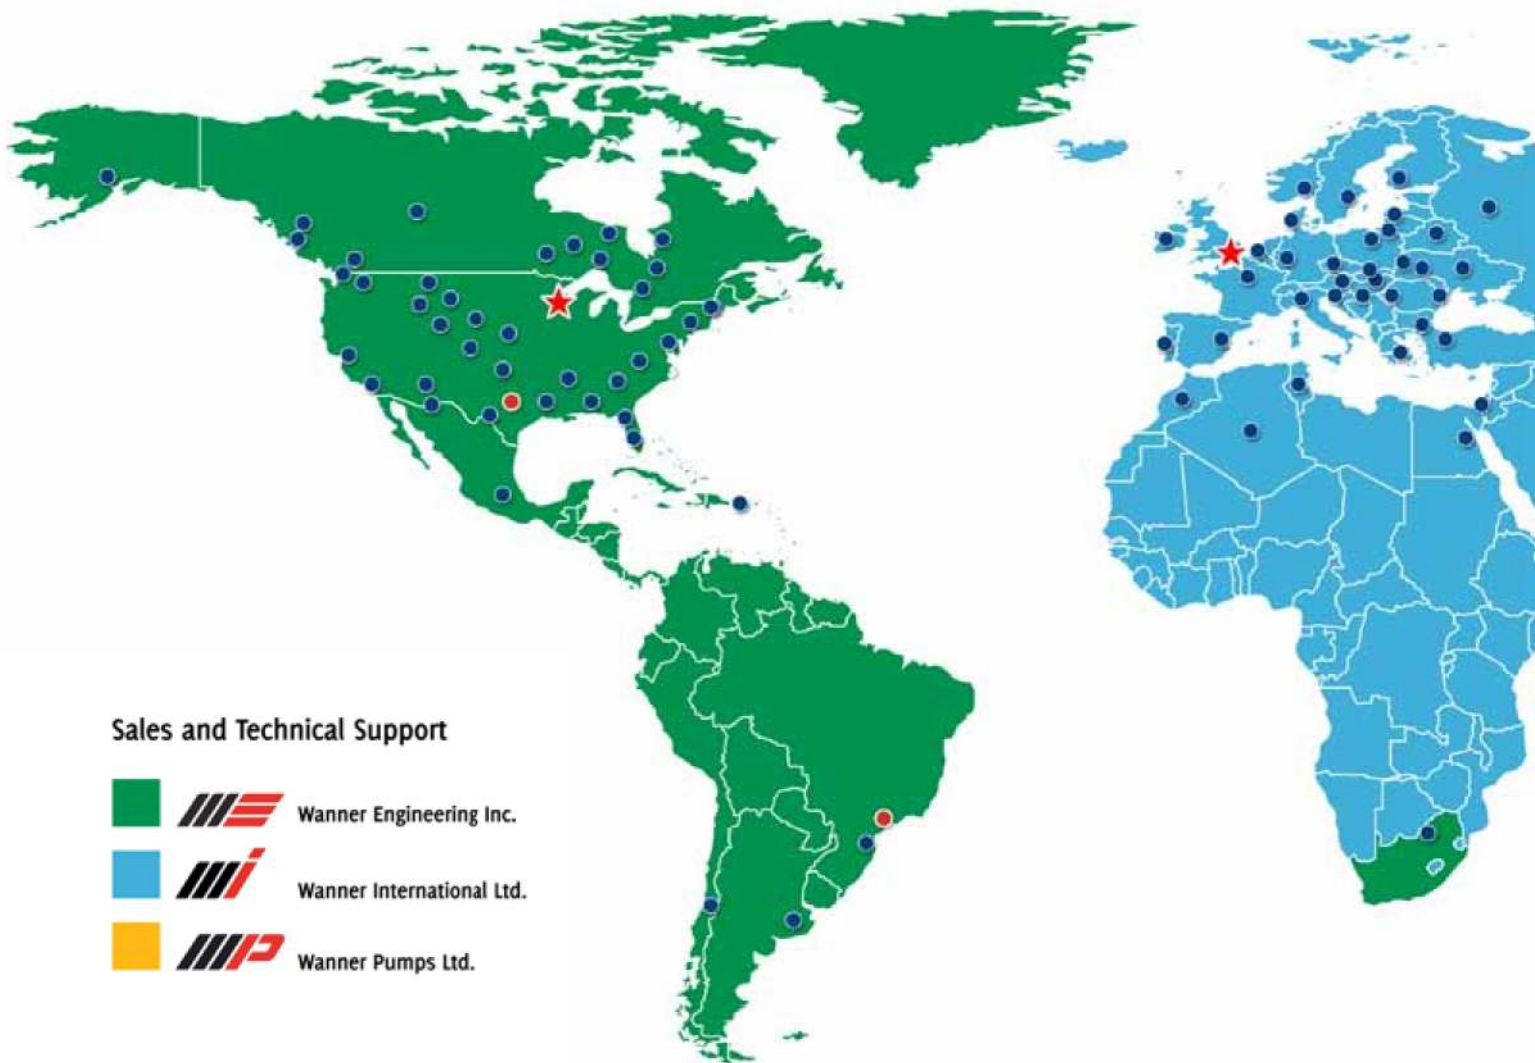 Sales and Technical Support
Wanner Engineering Inc.
Wanner International Ltd.
Wanner Pumps Ltd.